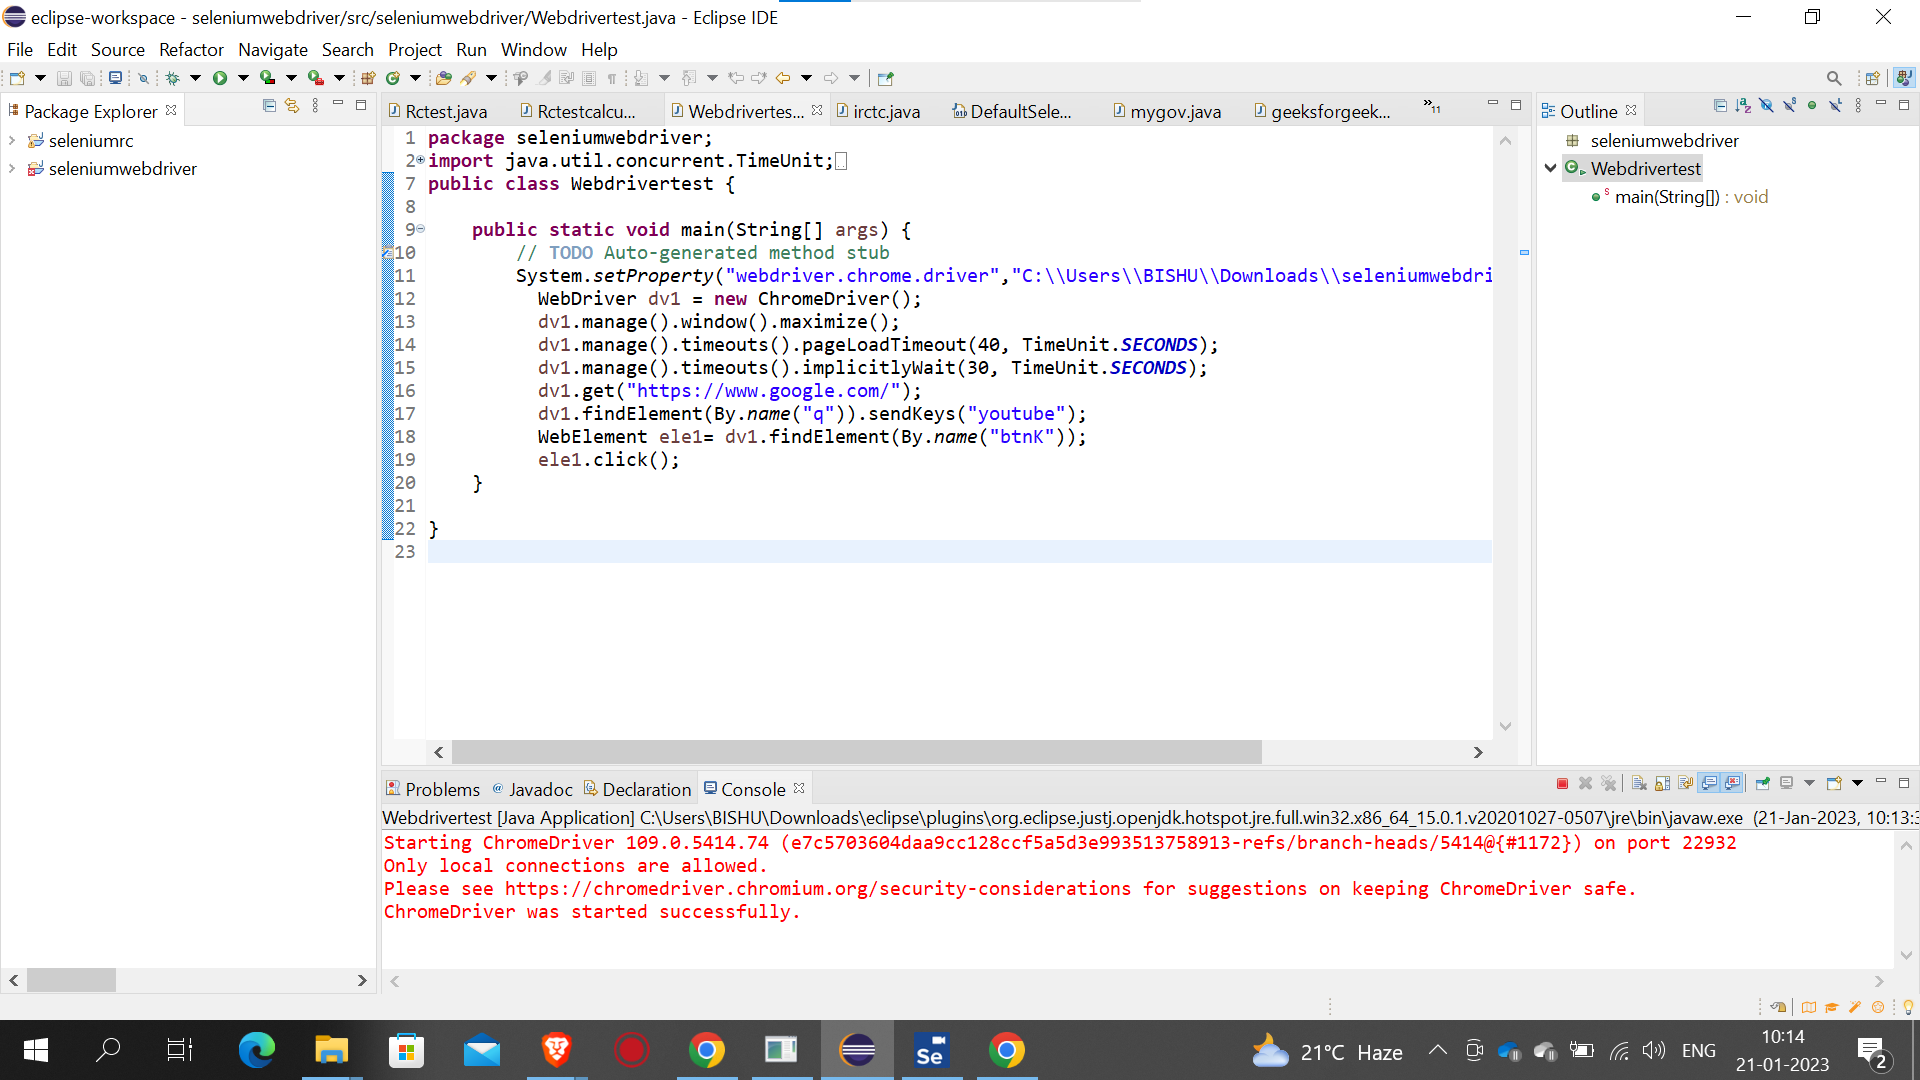 eclipse-workspace - seleniumwebdriver/src/seleniumwebdriver/Webdrivertest.java - Eclipse IDE
File Edit Source Refactor Navigate Search Project Run Window Help
Package Explorer
seleniumrc
seleniumwebdriver
Rctest.java Rctestcalcu... Webdrivertes... irctc.java DefaultSele... mygov.java geeksforgeek... »11
1 package seleniumwebdriver;
2 import java.util.concurrent.TimeUnit;
7 public class Webdrivertest {
8
9 public static void main(String[] args) {
10 // TODO Auto-generated method stub
11 System.setProperty("webdriver.chrome.driver","C:\\Users\\BISHU\\Downloads\\seleniumwebdri
12 WebDriver dv1 = new ChromeDriver();
13 dv1.manage().window().maximize();
14 dv1.manage().timeouts().pageLoadTimeout(40, TimeUnit.SECONDS);
15 dv1.manage().timeouts().implicitlyWait(30, TimeUnit.SECONDS);
16 dv1.get("https://www.google.com/");
17 dv1.findElement(By.name("q")).sendKeys("youtube");
18 WebElement ele1= dv1.findElement(By.name("btnK"));
19 ele1.click();
20 }
21
22 }
23
Outline
seleniumwebdriver
Webdrivertest
main(String[]) : void
Problems Javadoc Declaration Console
Webdrivertest [Java Application] C:\Users\BISHU\Downloads\eclipse\plugins\org.eclipse.justj.openjdk.hotspot.jre.full.win32.x86_64_15.0.1.v20201027-0507\jre\bin\javaw.exe (21-Jan-2023, 10:13:3
Starting ChromeDriver 109.0.5414.74 (e7c5703604daa9cc128ccf5a5d3e993513758913-refs/branch-heads/5414@{#1172}) on port 22932
Only local connections are allowed.
Please see https://chromedriver.chromium.org/security-considerations for suggestions on keeping ChromeDriver safe.
ChromeDriver was started successfully.
Se
21°C Haze
ENG
10:14
21-01-2023
2